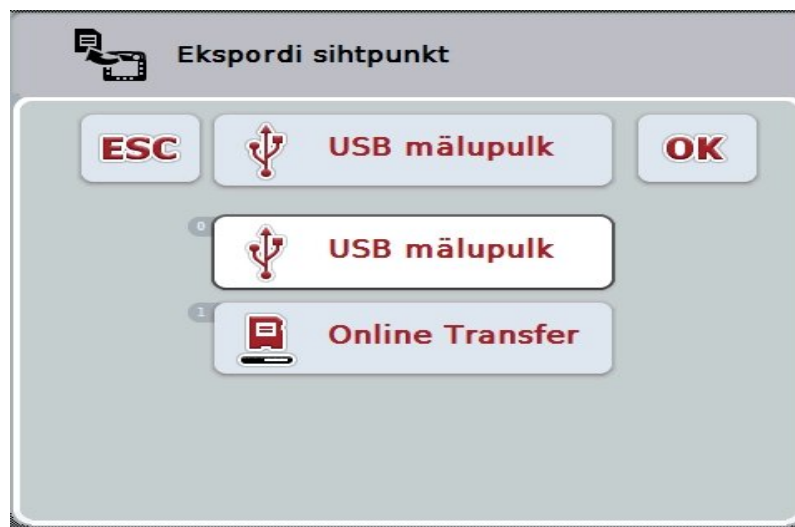 Ekspordi sihtpunkt
ESC USB mälupulk OK
0
USB mälupulk
1
Online Transfer